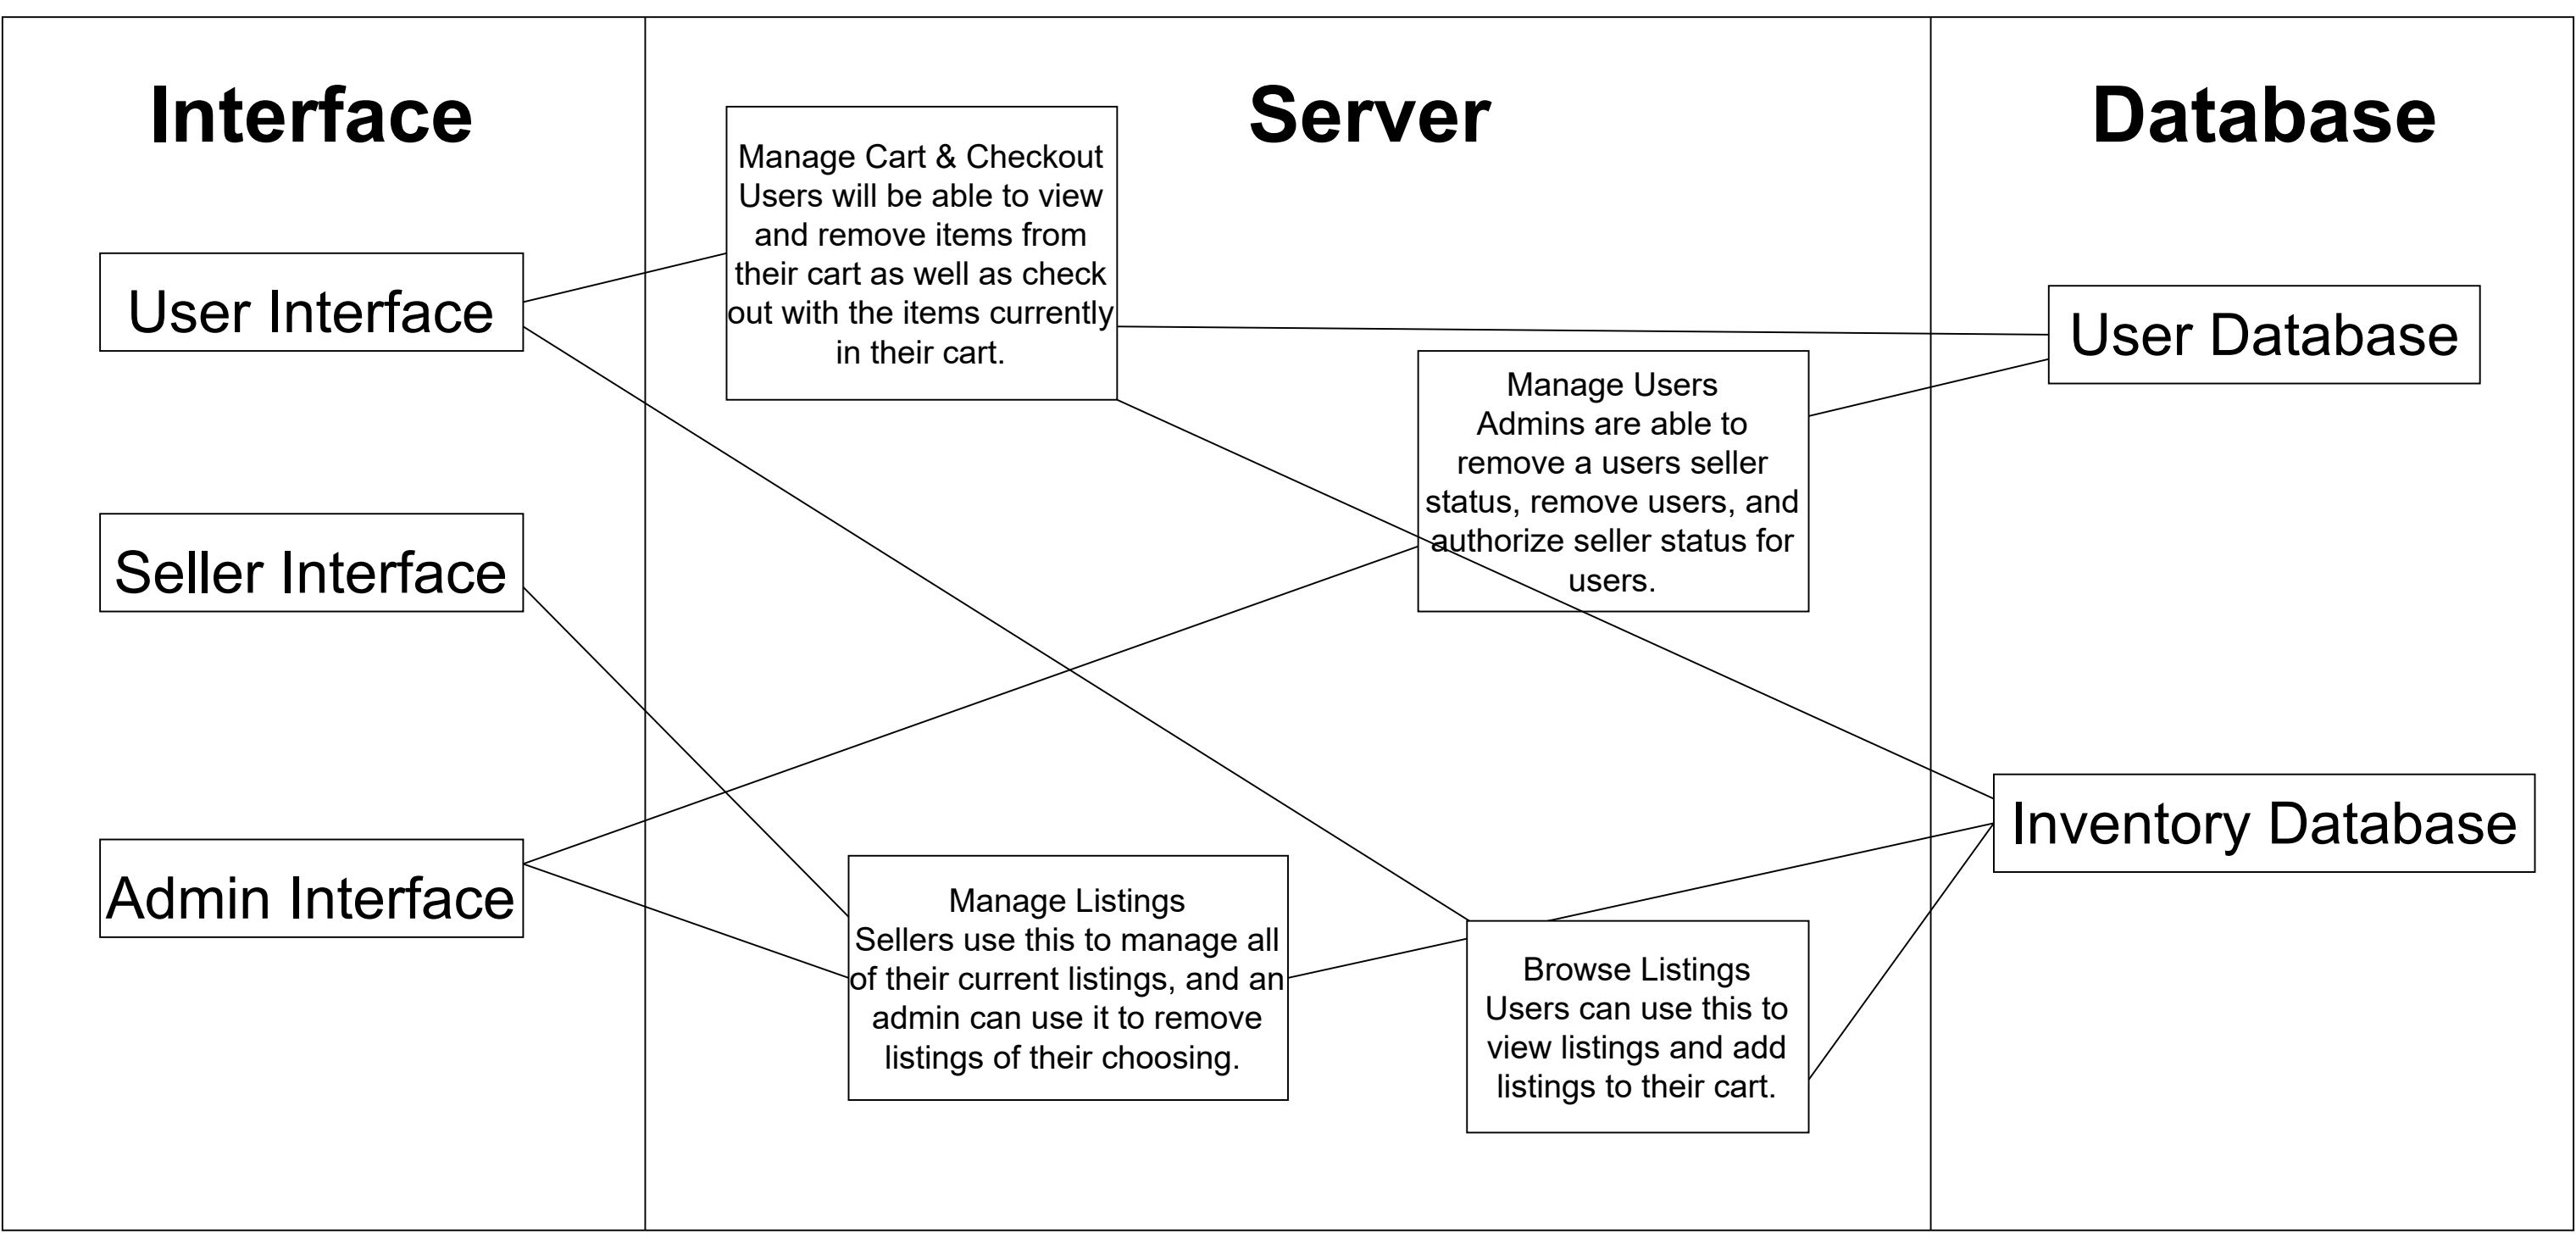 Interface
Server
Database
Manage Cart & Checkout
Users will be able to view
and remove items from
their cart as well as check
out with the items currently
in their cart.
User Interface
User Database
Manage Users
Admins are able to
remove a users seller
status, remove users, and
authorize seller status for
users.
Seller Interface
Inventory Database
Admin Interface
Manage Listings
Sellers use this to manage all
of their current listings, and an
admin can use it to remove
listings of their choosing.
Browse Listings
Users can use this to
view listings and add
listings to their cart.